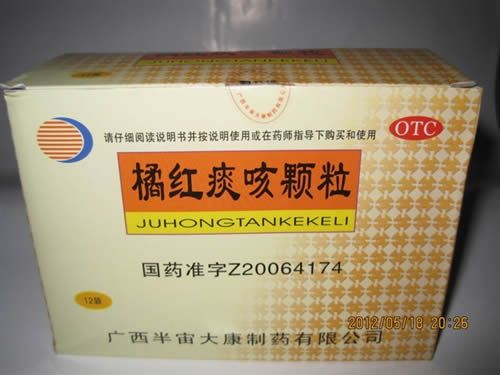 请仔细阅读说明书并按说明使用或在药师指导下购买和使用
OTC
橘红痰咳颗粒
JUHONGTANKEKELI
国药准字Z20064174
12袋
广西半宙大康制药有限公司
2012/05/18 20:26